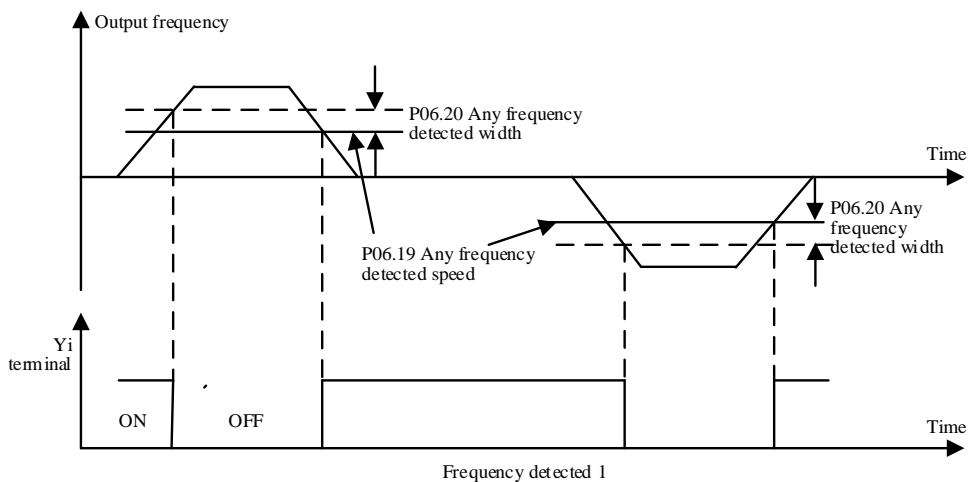 Output frequency
P06.20 Any frequency
detected width
Time
P06.20 Any
frequency
detected width
P06.19 Any frequency
detected speed
Yi
terminal
ON
OFF
Time
Frequency detected 1